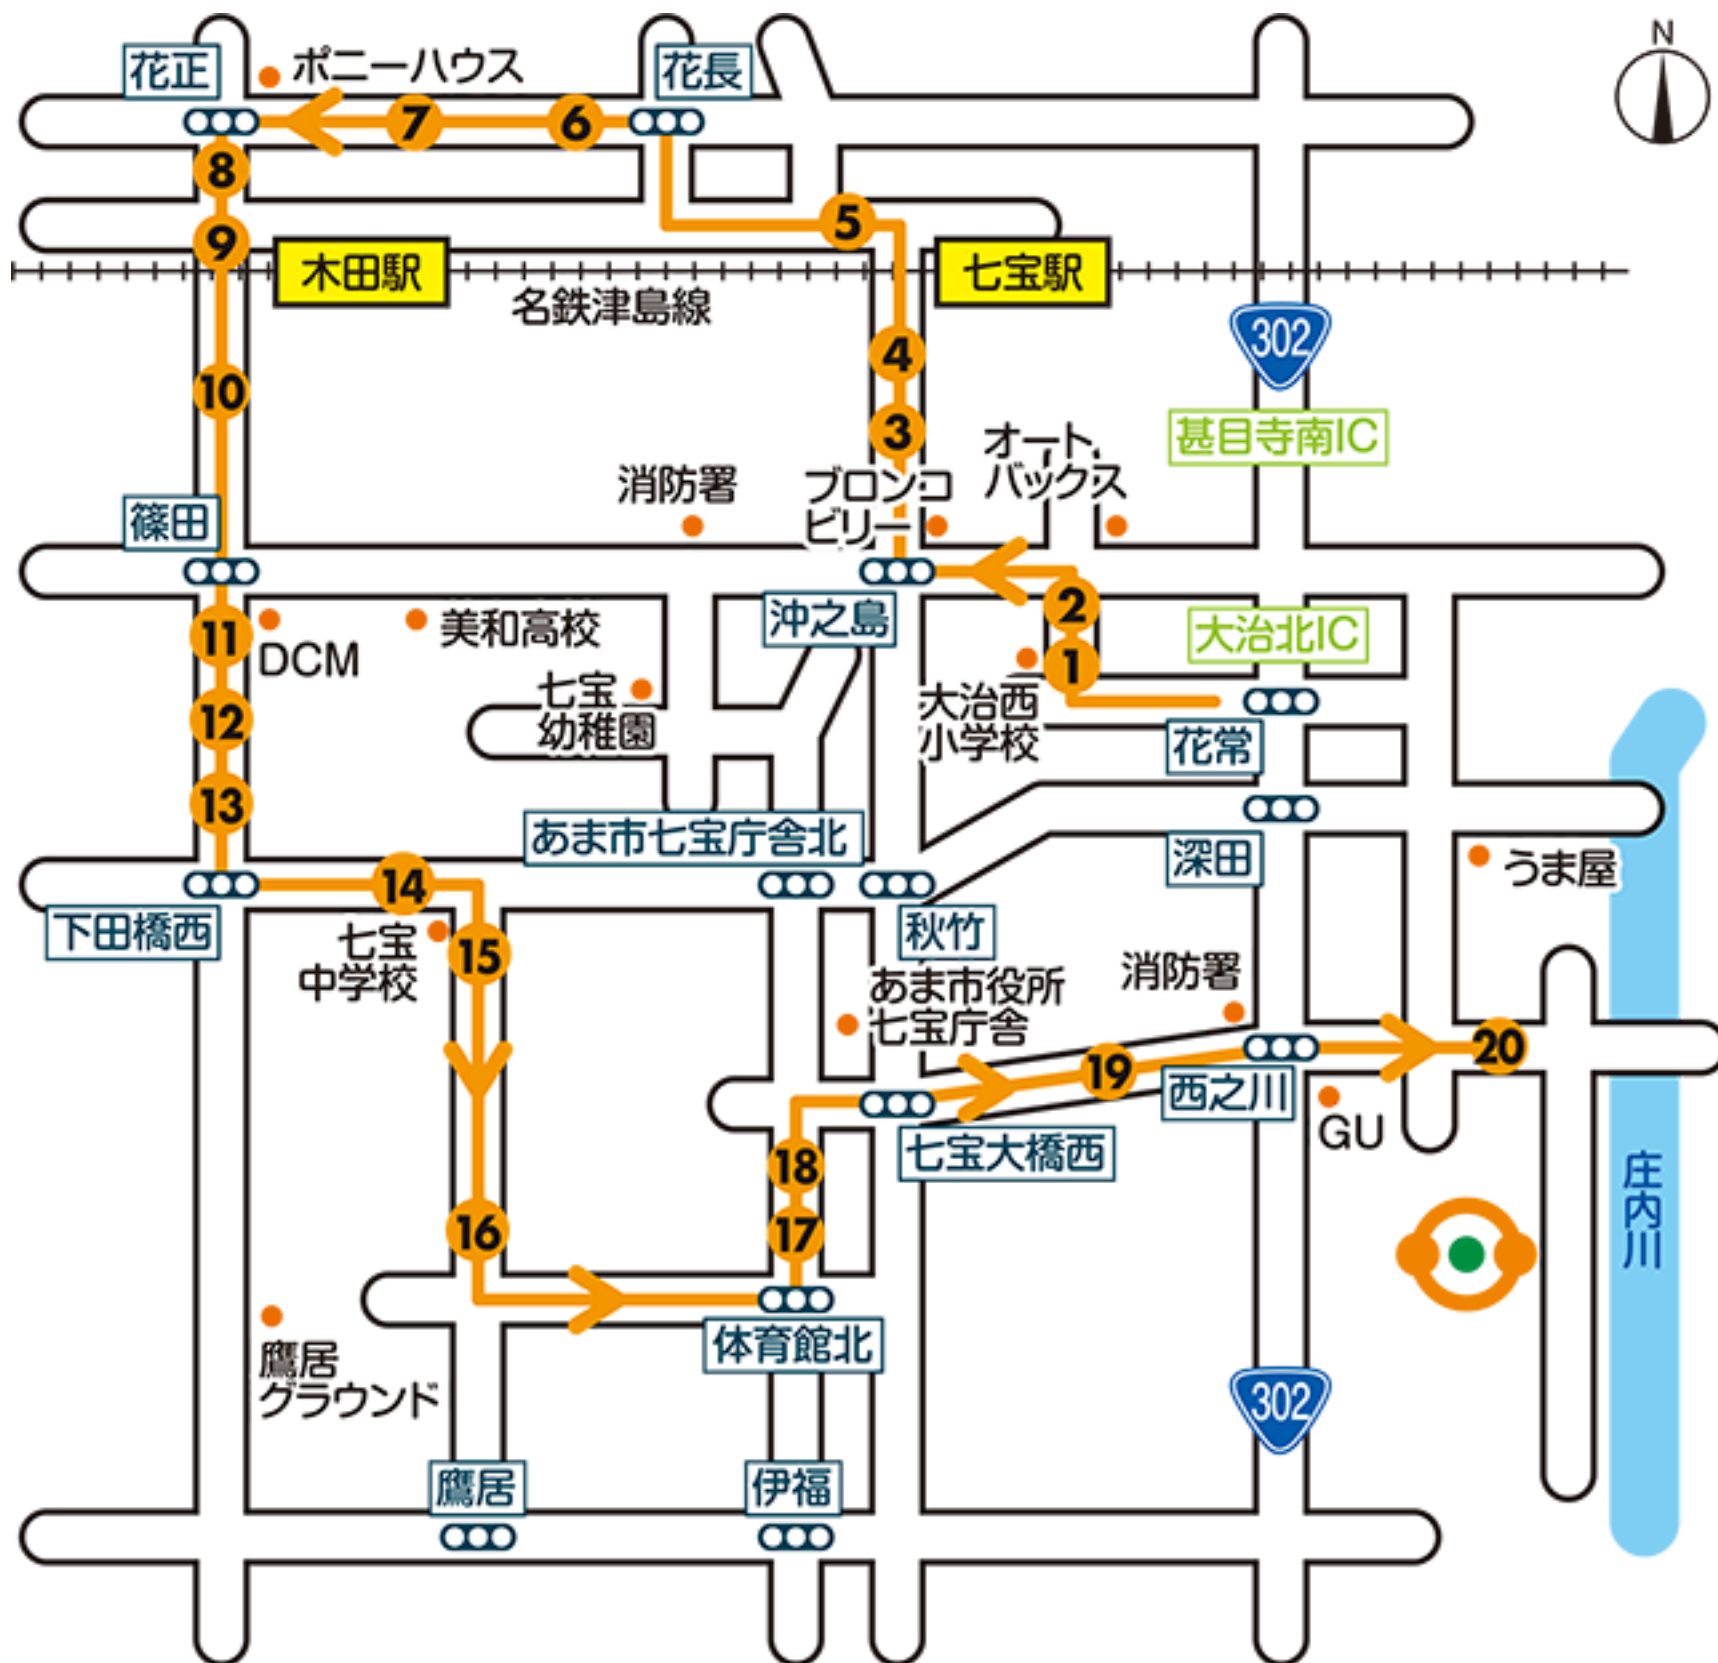 N
花正
ポニーハウス
花長
7
6
8
5
9
木田駅
七宝駅
名鉄津島線
302
4
10
3
甚目寺南IC
オート
バックス
消防署
ブロンコ
ビリー
篠田
2
沖之島
11
美和高校
大治北IC
DCM
1
七宝
幼稚園
大治西
小学校
12
花常
13
あま市七宝庁舎北
深田
うま屋
14
下田橋西
秋竹
七宝
中学校
15
あま市役所
七宝庁舎
消防署
20
19
西之川
GU
七宝大橋西
18
庄内川
16
17
体育館北
鷹居
グラウンド
302
鷹居
伊福